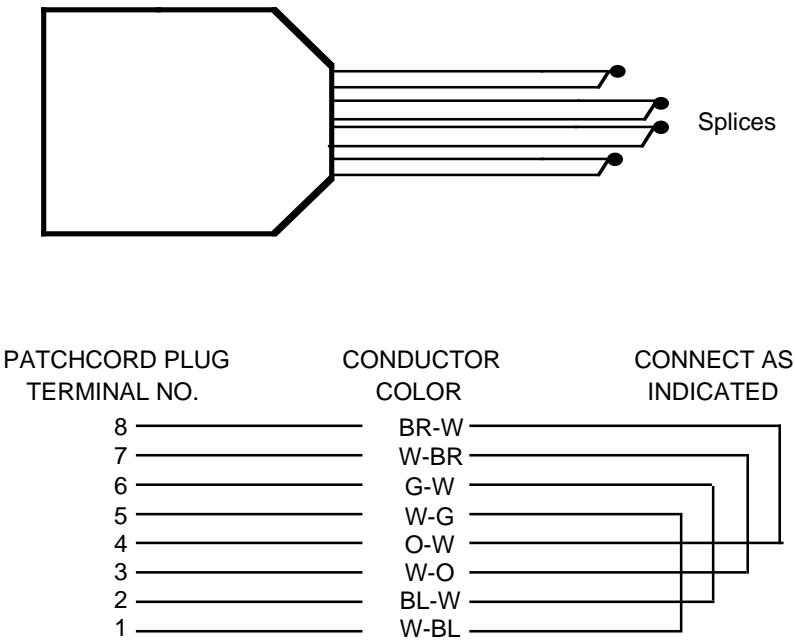 Splices
PATCHCORD PLUG CONDUCTOR CONNECT AS
TERMINAL NO. COLOR INDICATED
8 BR-W
7 W-BR
6 G-W
5 W-G
4 O-W
3 W-O
2 BL-W
1 W-BL